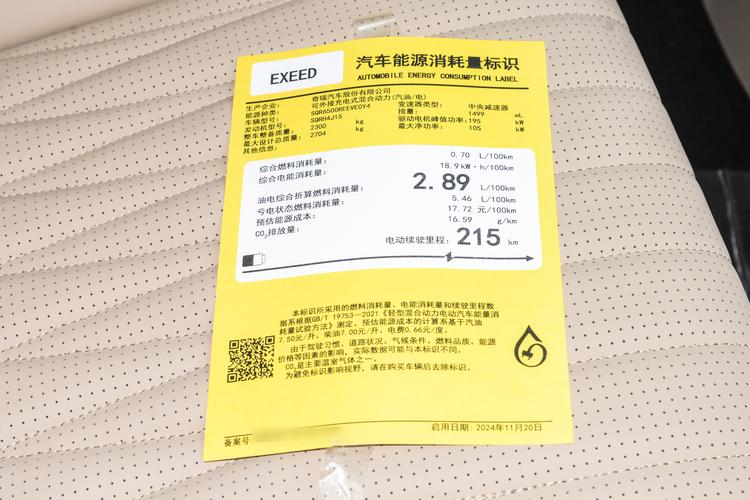 EXEED
汽车能源消耗量标识
AUTOMOBILE ENERGY CONSUMPTION LABEL
生产企业: 奇瑞汽车股份有限公司
能源种类: 可外接充电式混合动力(汽油/电) 变速器类型: 中央减速器
车辆型号: SQR6500REEVE0Y4 排量: 1499 mL
发动机型号: SQRH4J15 驱动电机峰值功率: 195 kW
整车整备质量: 2300 kg 最大净功率: 105 kW
最大设计总质量: 2704 kg
其他信息:
综合燃料消耗量: 0.70 L/100km
综合电能消耗量: 18.9 kW·h/100km
油电综合折算燃料消耗量: 2.89 L/100km
亏电状态燃料消耗量: 5.46 L/100km
预估能源成本: 17.72 元/100km
CO₂排放量: 16.59 g/km
电动续驶里程: 215 km
本标识所采用的燃料消耗量、电能消耗量和续驶里程数
据系根据GB/T 19753—2021《轻型混合动力电动汽车能量消
耗量试验方法》测定。预估能源成本的计算系基于汽油
7.50元/升、柴油7.00元/升、电费0.66元/度。
由于驾驶习惯、道路状况、气候条件、燃料品质、能源
价格等因素的影响,实际数据可能与本标识不同。
CO₂是主要温室气体之一。
为避免标识影响视野,请在购买车辆后去除标识。
备案号
启用日期: 2024年11月20日